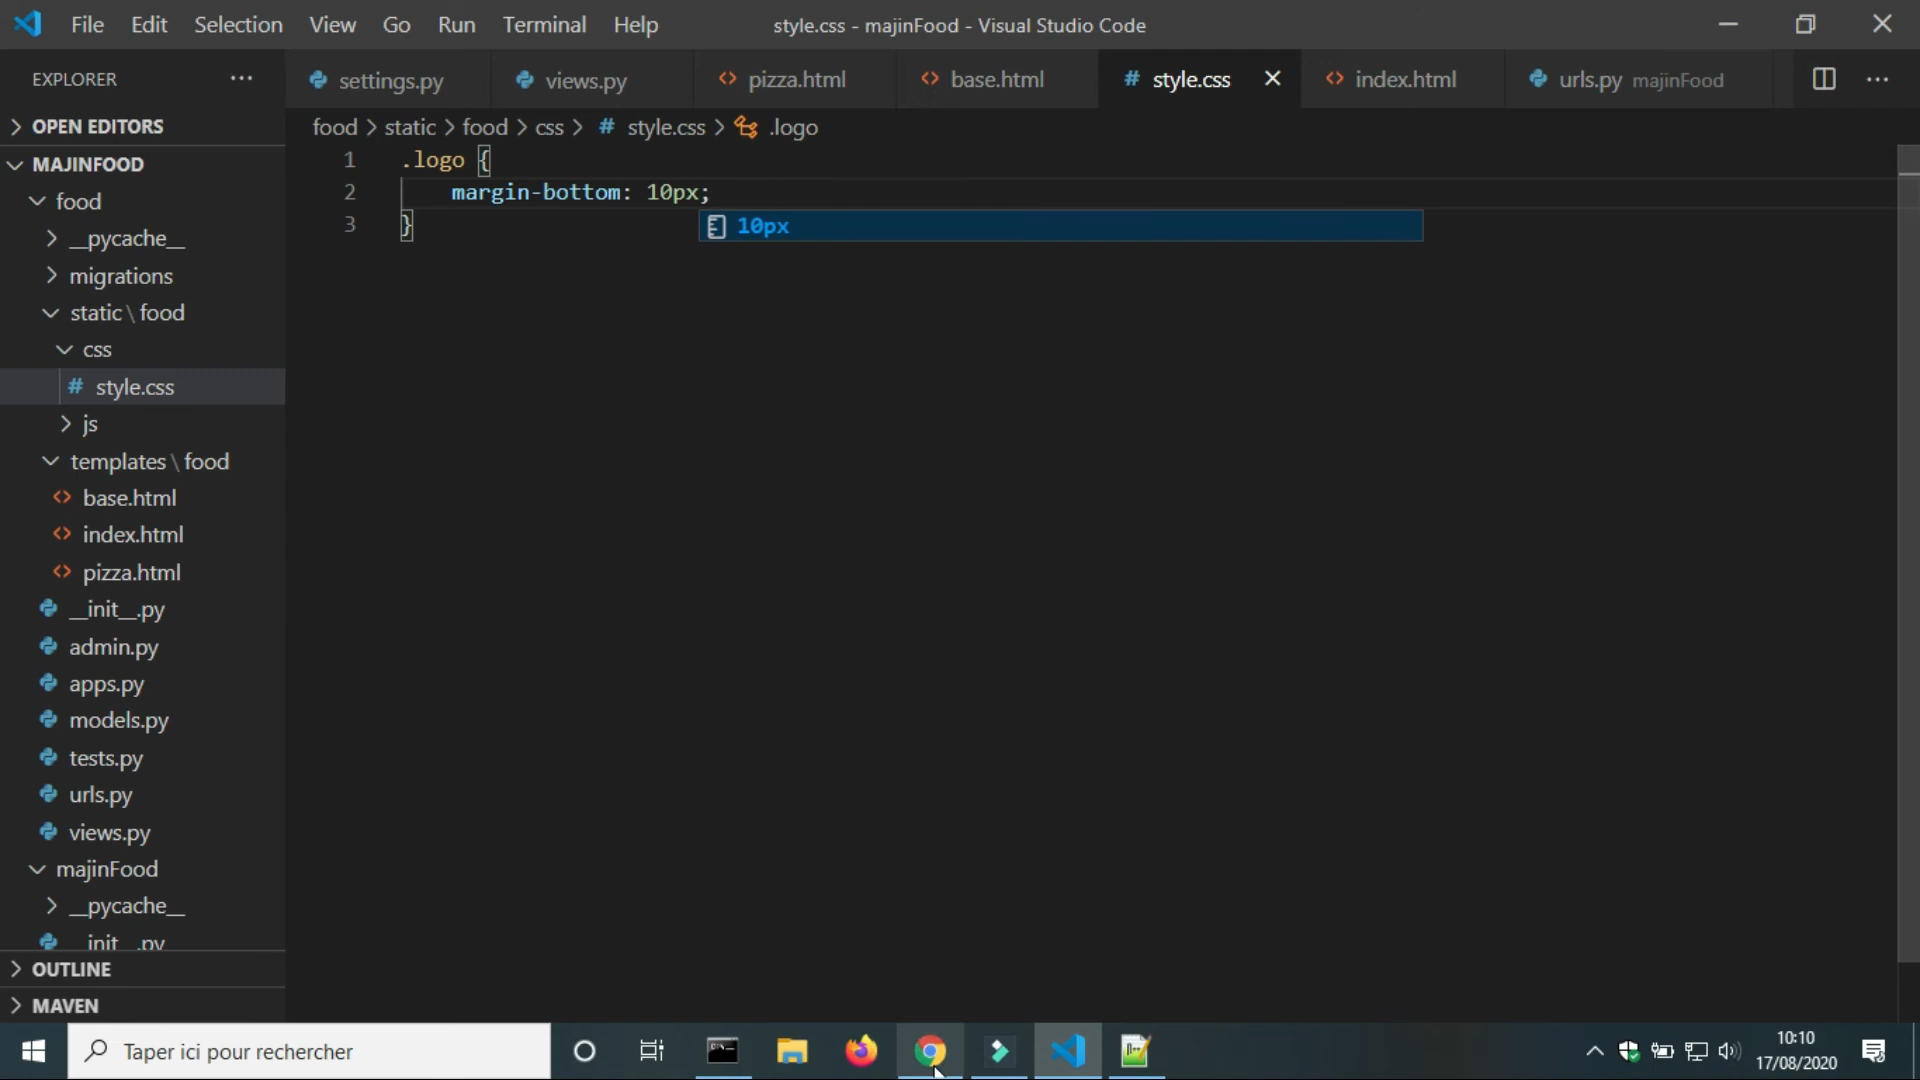 File Edit Selection View Go Run Terminal Help style.css - majinFood - Visual Studio Code
EXPLORER ··· settings.py views.py pizza.html base.html # style.css index.html urls.py majinFood ···
OPEN EDITORS
food > static > food > css > # style.css > .logo
MAJINFOOD
1 .logo {
2 margin-bottom: 10px;
3 }
10px
food
__pycache__
migrations
static \ food
css
# style.css
js
templates \ food
base.html
index.html
pizza.html
__init__.py
admin.py
apps.py
models.py
tests.py
urls.py
views.py
majinFood
__pycache__
__init__.py
OUTLINE
MAVEN
Taper ici pour rechercher
10:10
17/08/2020